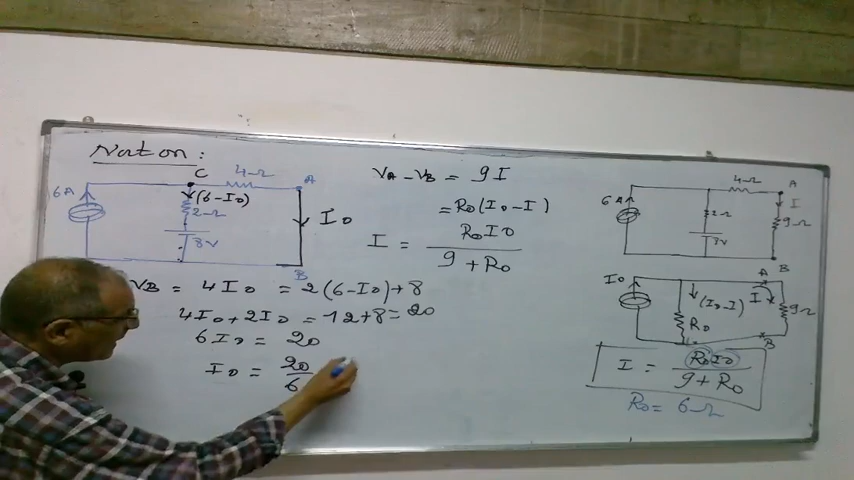 Norton :
C
4Ω
A
6A
(6-I0)
2Ω
I0
8V
B
VB = 4I0 = 2(6-I0)+8
4I0+2I0 = 12+8 = 20
6I0 = 20
I0 = 20/6
VA-VB = 9I
= R0(I0-I)
I = R0I0/9+R0
4Ω
A
6A
I
2Ω
9Ω
8V
B
I0
A
(I0-I)
I
9Ω
R0
B
I = R0I0/9+R0
R0 = 6Ω